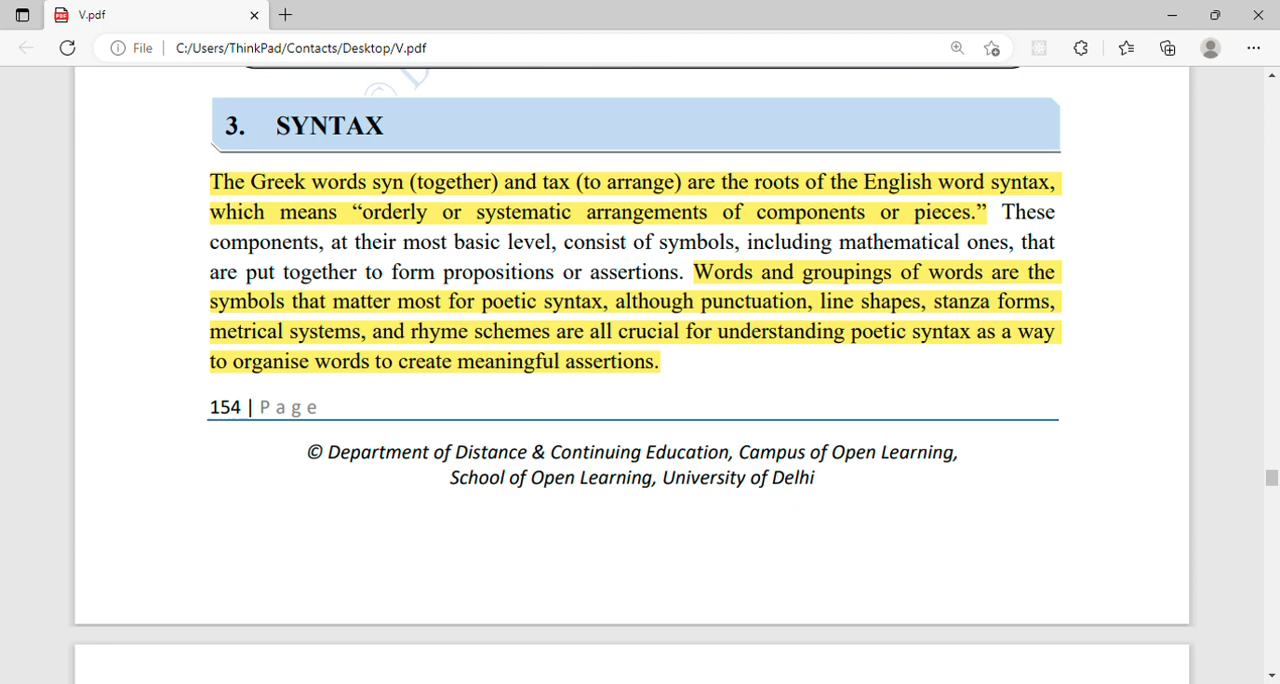 V.pdf
File | C:/Users/ThinkPad/Contacts/Desktop/V.pdf
© D
3. SYNTAX
The Greek words syn (together) and tax (to arrange) are the roots of the English word syntax,
which means “orderly or systematic arrangements of components or pieces.” These
components, at their most basic level, consist of symbols, including mathematical ones, that
are put together to form propositions or assertions. Words and groupings of words are the
symbols that matter most for poetic syntax, although punctuation, line shapes, stanza forms,
metrical systems, and rhyme schemes are all crucial for understanding poetic syntax as a way
to organise words to create meaningful assertions.
154 | P a g e
© Department of Distance & Continuing Education, Campus of Open Learning,
School of Open Learning, University of Delhi